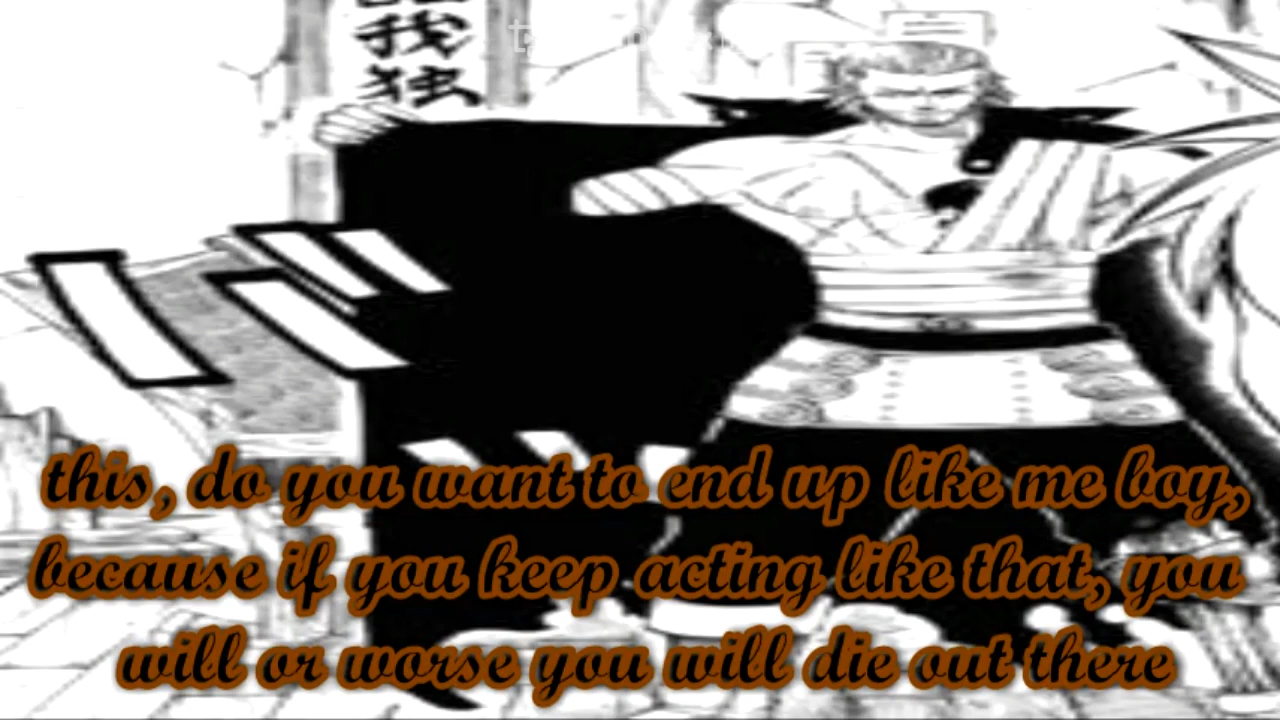 我
独
this, do you want to end up like me boy,
because if you keep acting like that, you
will or worse you will die out there